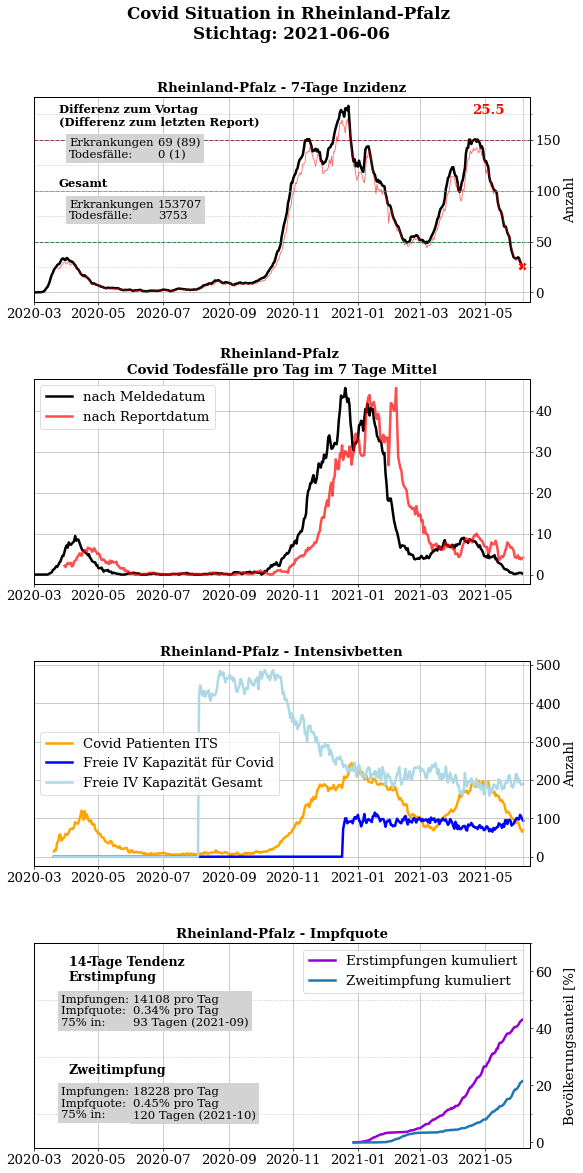 Covid Situation in Rheinland-Pfalz
Stichtag: 2021-06-06
Rheinland-Pfalz - 7-Tage Inzidenz
Differenz zum Vortag
(Differenz zum letzten Report)
Erkrankungen 69 (89)
Todesfälle: 0 (1)
Gesamt
Erkrankungen 153707
Todesfälle: 3753
25.5
150
100
50
0
Anzahl
2020-03 2020-05 2020-07 2020-09 2020-11 2021-01 2021-03 2021-05
Rheinland-Pfalz
Covid Todesfälle pro Tag im 7 Tage Mittel
nach Meldedatum
nach Reportdatum
40
30
20
10
0
2020-03 2020-05 2020-07 2020-09 2020-11 2021-01 2021-03 2021-05
Rheinland-Pfalz - Intensivbetten
Covid Patienten ITS
Freie IV Kapazität für Covid
Freie IV Kapazität Gesamt
500
400
300
200
100
0
Anzahl
2020-03 2020-05 2020-07 2020-09 2020-11 2021-01 2021-03 2021-05
Rheinland-Pfalz - Impfquote
14-Tage Tendenz
Erstimpfung
Impfungen: 14108 pro Tag
Impfquote: 0.34% pro Tag
75% in: 93 Tagen (2021-09)
Zweitimpfung
Impfungen: 18228 pro Tag
Impfquote: 0.45% pro Tag
75% in: 120 Tagen (2021-10)
Erstimpfungen kumuliert
Zweitimpfung kumuliert
60
40
20
0
Bevölkerungsanteil [%]
2020-03 2020-05 2020-07 2020-09 2020-11 2021-01 2021-03 2021-05